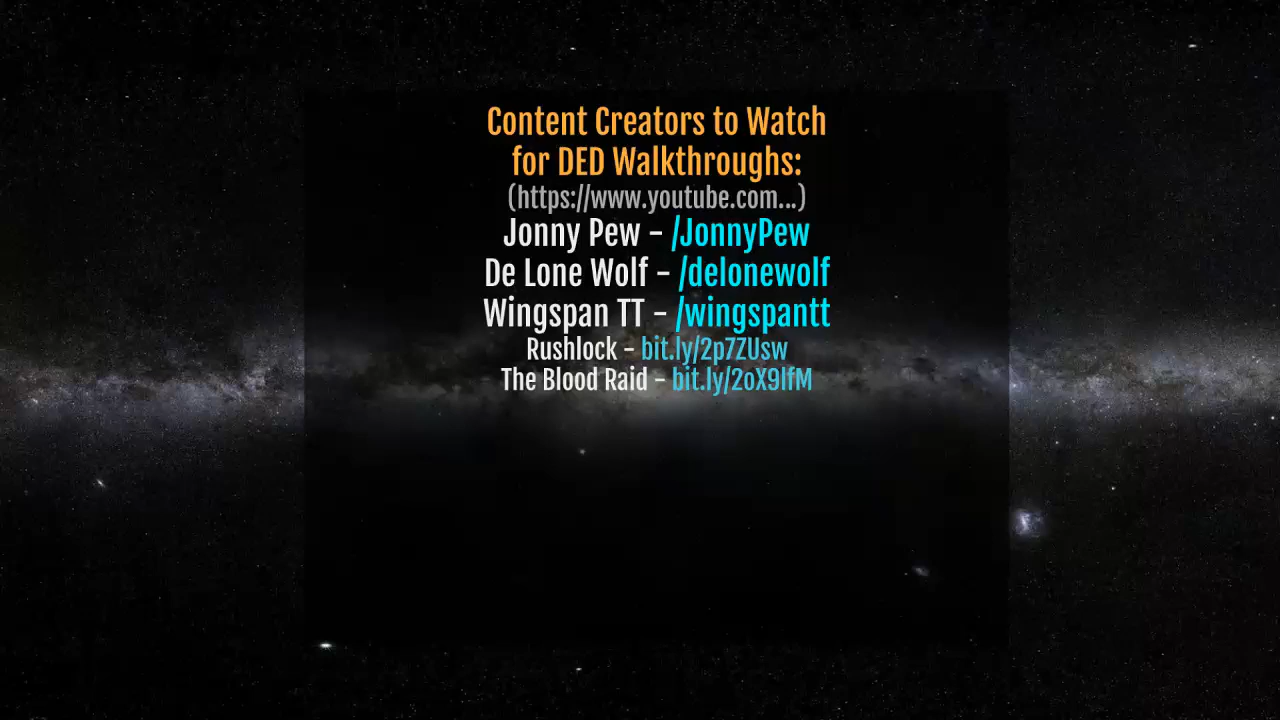 Content Creators to Watch
for DED Walkthroughs:
(https://www.youtube.com...)
Jonny Pew - /JonnyPew
De Lone Wolf - /delonewolf
Wingspan TT - /wingspantt
Rushlock - bit.ly/2p7ZUsw
The Blood Raid - bit.ly/2oX9lfM